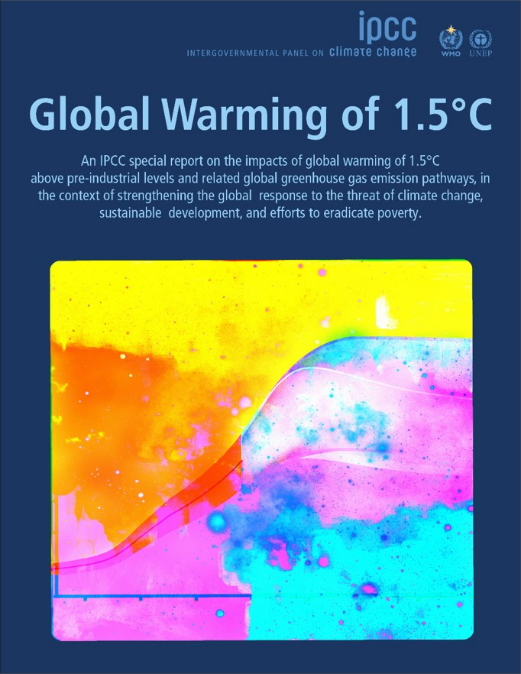 ipcc
INTERGOVERNMENTAL PANEL ON climate change
WMO UNEP
Global Warming of 1.5°C
An IPCC special report on the impacts of global warming of 1.5°C
above pre-industrial levels and related global greenhouse gas emission pathways, in
the context of strengthening the global response to the threat of climate change,
sustainable development, and efforts to eradicate poverty.